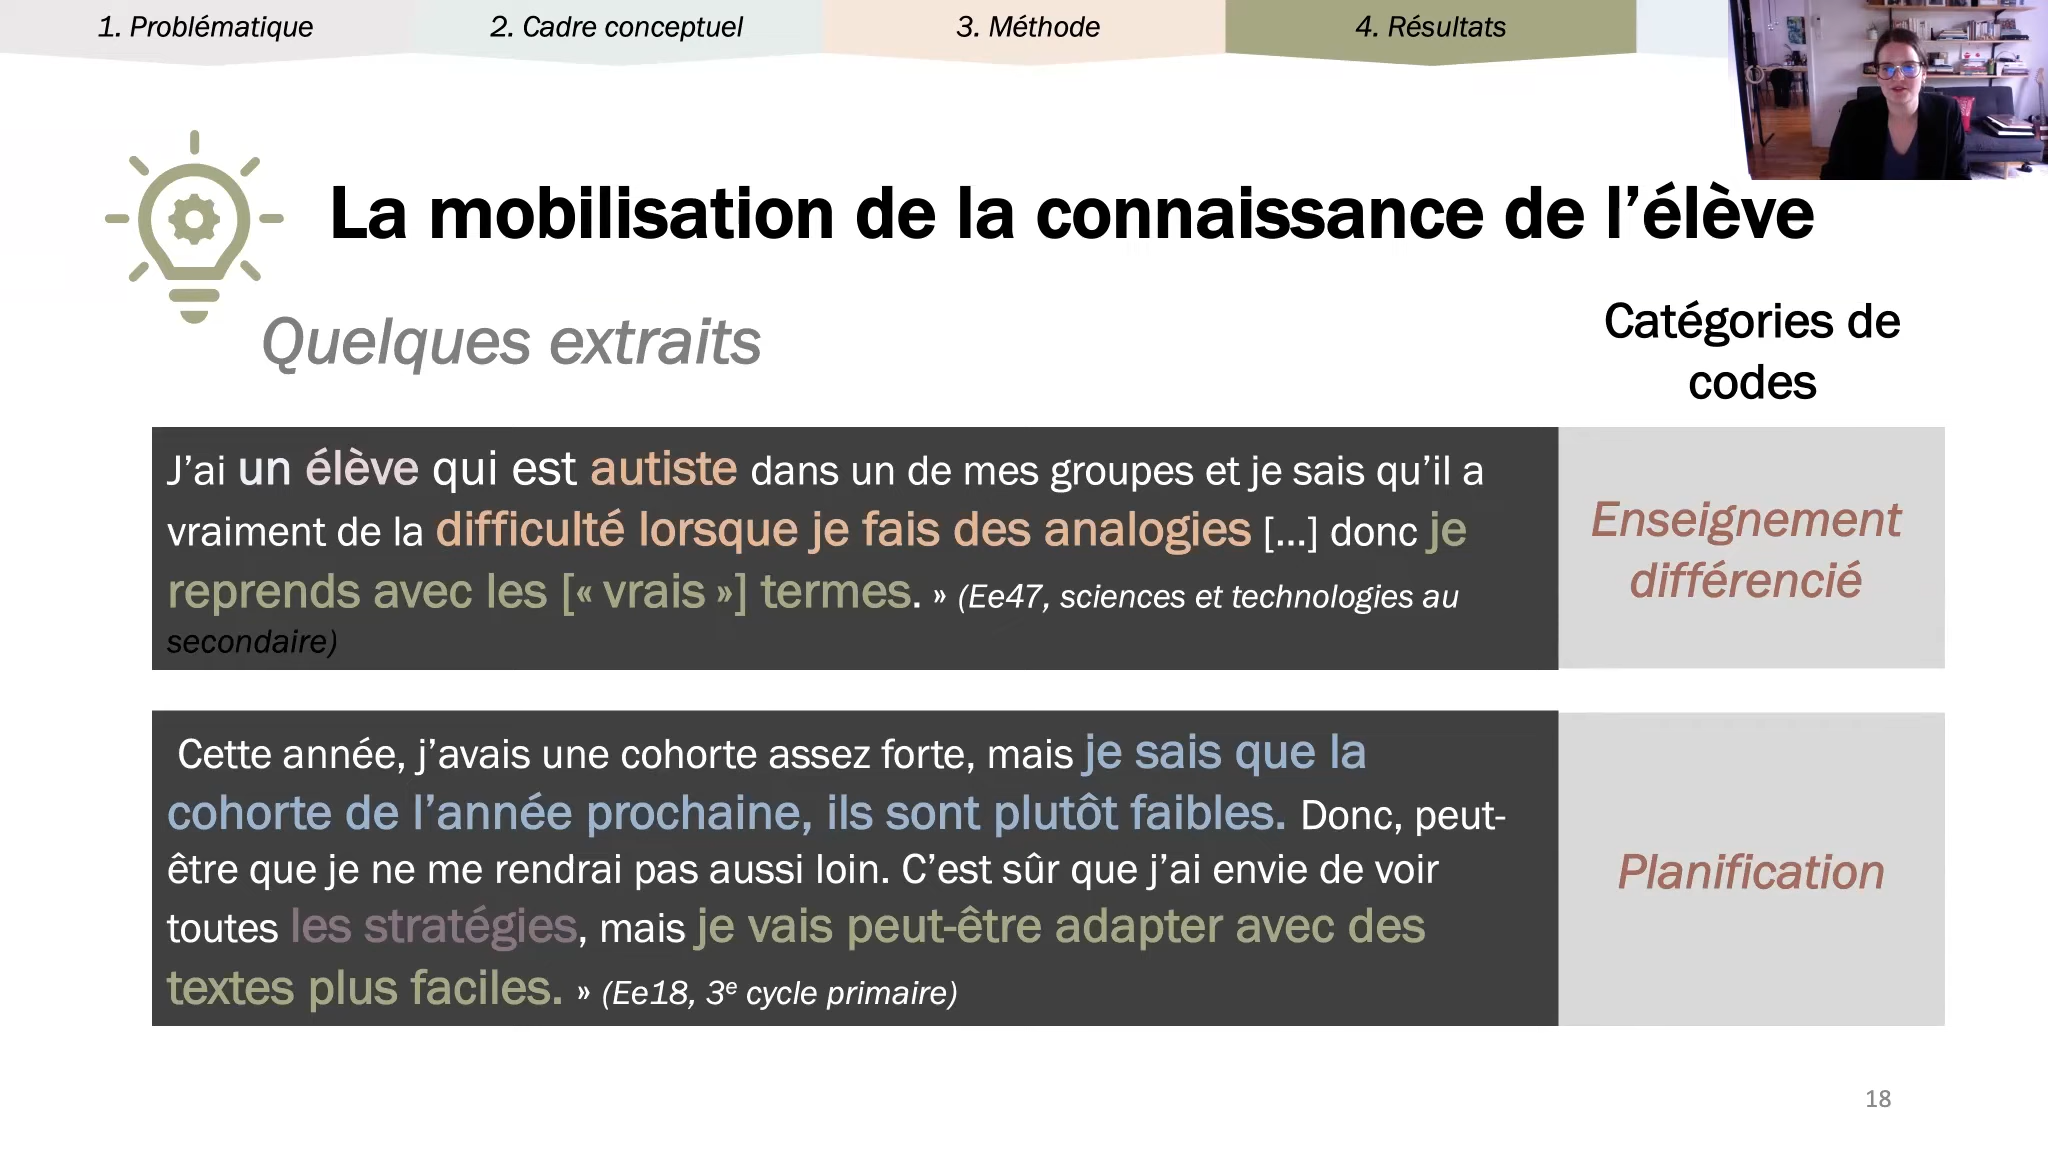 1. Problématique
2. Cadre conceptuel
3. Méthode
4. Résultats
La mobilisation de la connaissance de l’élève
Quelques extraits
Catégories de
codes
J’ai un élève qui est autiste dans un de mes groupes et je sais qu’il a
vraiment de la difficulté lorsque je fais des analogies [...] donc je
reprends avec les [« vrais »] termes. » (Ee47, sciences et technologies au
secondaire)
Enseignement
différencié
Cette année, j’avais une cohorte assez forte, mais je sais que la
cohorte de l’année prochaine, ils sont plutôt faibles. Donc, peut-
être que je ne me rendrai pas aussi loin. C’est sûr que j’ai envie de voir
toutes les stratégies, mais je vais peut-être adapter avec des
textes plus faciles. » (Ee18, 3e cycle primaire)
Planification
18